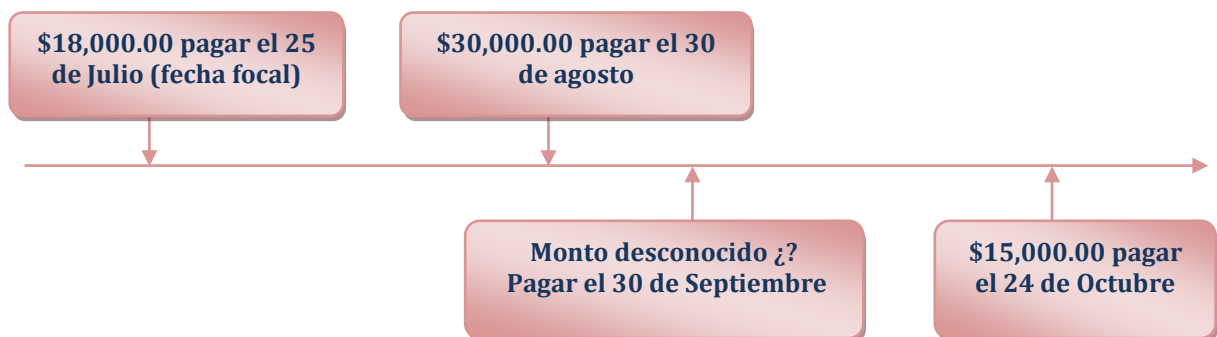 $18,000.00 pagar el 25
de Julio (fecha focal)
$30,000.00 pagar el 30
de agosto
Monto desconocido ¿?
Pagar el 30 de Septiembre
$15,000.00 pagar
el 24 de Octubre